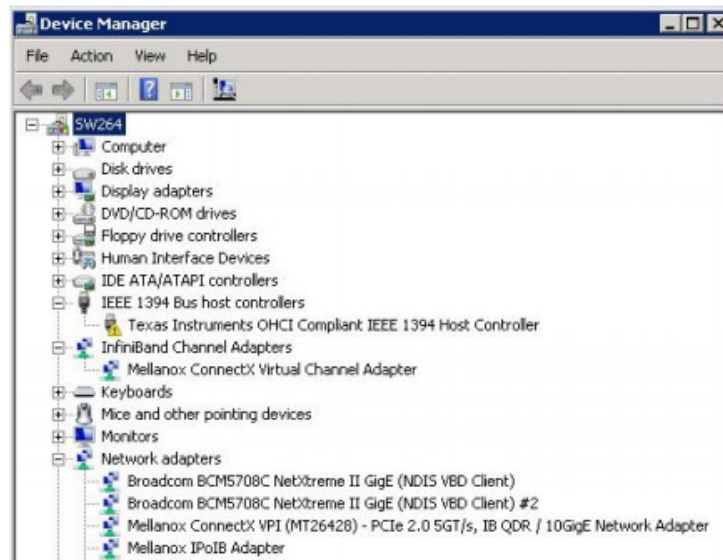 Device Manager
File Action View Help
SW264
Computer
Disk drives
Display adapters
DVD/CD-ROM drives
Floppy drive controllers
Human Interface Devices
IDE ATA/ATAPI controllers
IEEE 1394 Bus host controllers
Texas Instruments OHCI Compliant IEEE 1394 Host Controller
InfiniBand Channel Adapters
Mellanox ConnectX Virtual Channel Adapter
Keyboards
Mice and other pointing devices
Monitors
Network adapters
Broadcom BCM5708C NetXtreme II GigE (NDIS VBD Client)
Broadcom BCM5708C NetXtreme II GigE (NDIS VBD Client) #2
Mellanox ConnectX VPI (MT26428) - PCIe 2.0 5GT/s, IB QDR / 10GigE Network Adapter
Mellanox IPoIB Adapter